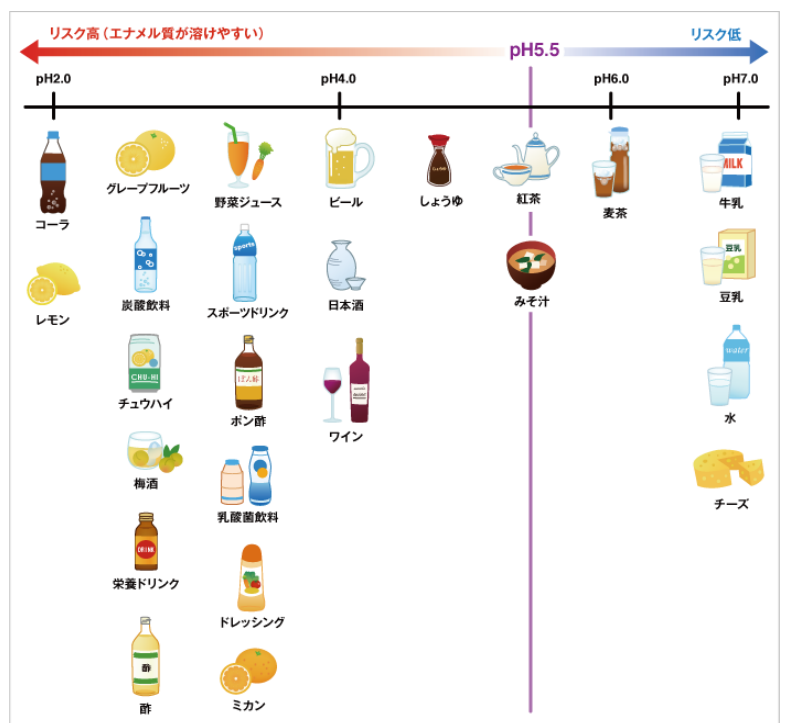 リスク高（エナメル質が溶けやすい）
リスク低
pH5.5
pH2.0
pH4.0
pH6.0
pH7.0
コーラ
グレープフルーツ
野菜ジュース
ビール
しょうゆ
紅茶
麦茶
MILK
牛乳
レモン
炭酸飲料
sports
スポーツドリンク
日本酒
みそ汁
豆乳
豆乳
CHU-HI
チュウハイ
ぽん酢
ポン酢
ワイン
water
水
梅酒
乳酸菌飲料
チーズ
DRINK
栄養ドリンク
ドレッシング
酢
酢
ミカン